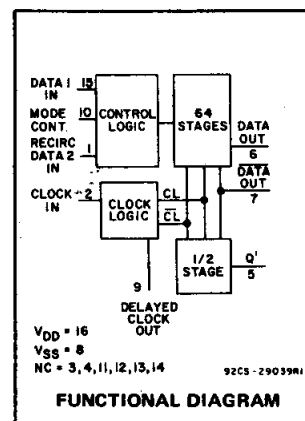 DATA 1 15
IN
MODE 10
CONT.
RECIRC 1
DATA 2
IN
CONTROL
LOGIC
64
STAGES
DATA
OUT
6
DATA
OUT
7
CLOCK 2
IN
CLOCK
LOGIC
CL
CL
1/2
STAGE
Q'
5
9
DELAYED
CLOCK
OUT
VDD = 16
VSS = 8
NC = 3, 4, 11, 12, 13, 14
92CS-29039R1
FUNCTIONAL DIAGRAM